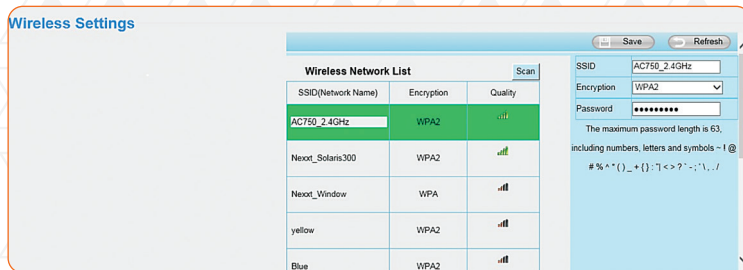 Wireless Settings
Save Refresh
Wireless Network List Scan
SSID(Network Name) Encryption Quality
AC750_2.4GHz WPA2
Nexxt_Solaris300 WPA2
Nexxt_Window WPA
yellow WPA2
Blue WPA2
SSID AC750_2.4GHz
Encryption WPA2
Password •••••••••
The maximum password length is 63,
including numbers, letters and symbols ~ ! @
# % ^ * ( ) _ + { } : "| < > ? ` - ; ' \ , . /